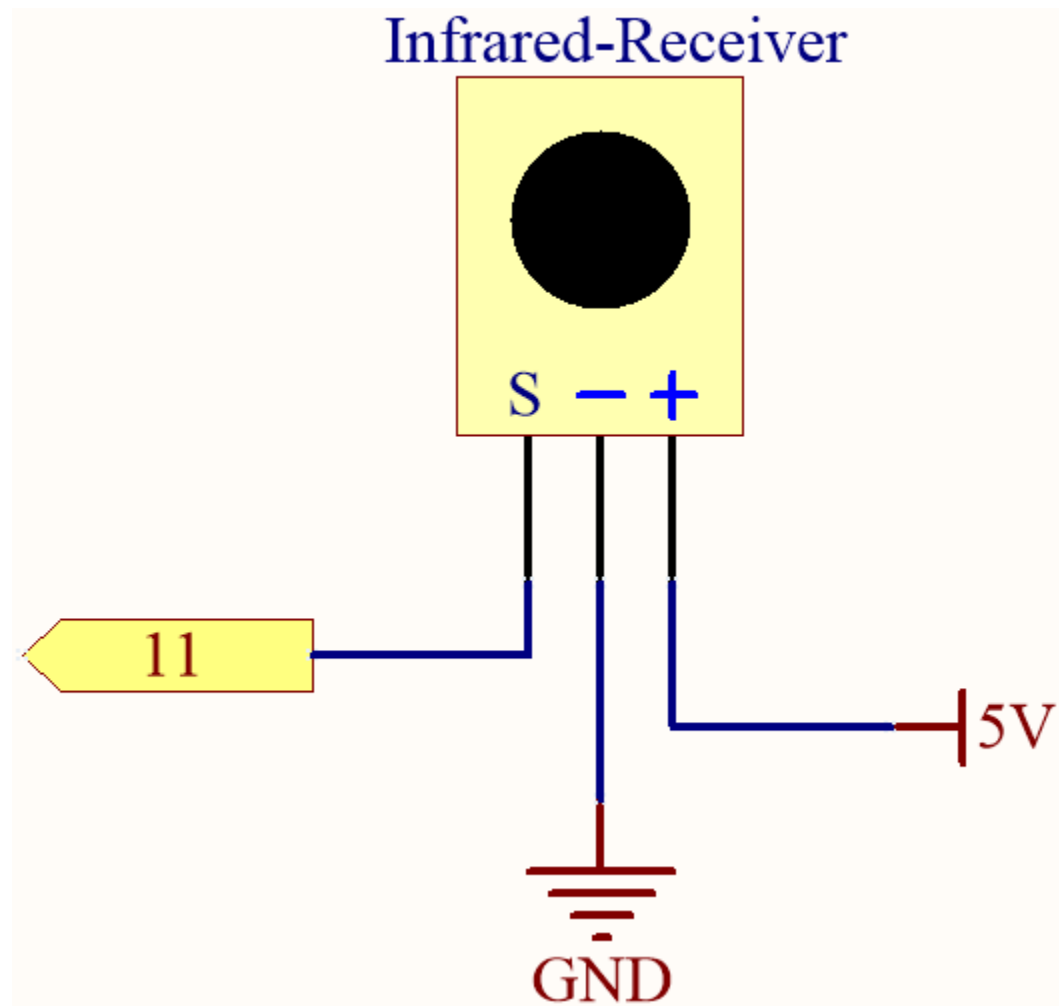 Infrared-Receiver
S − +
11
5V
GND